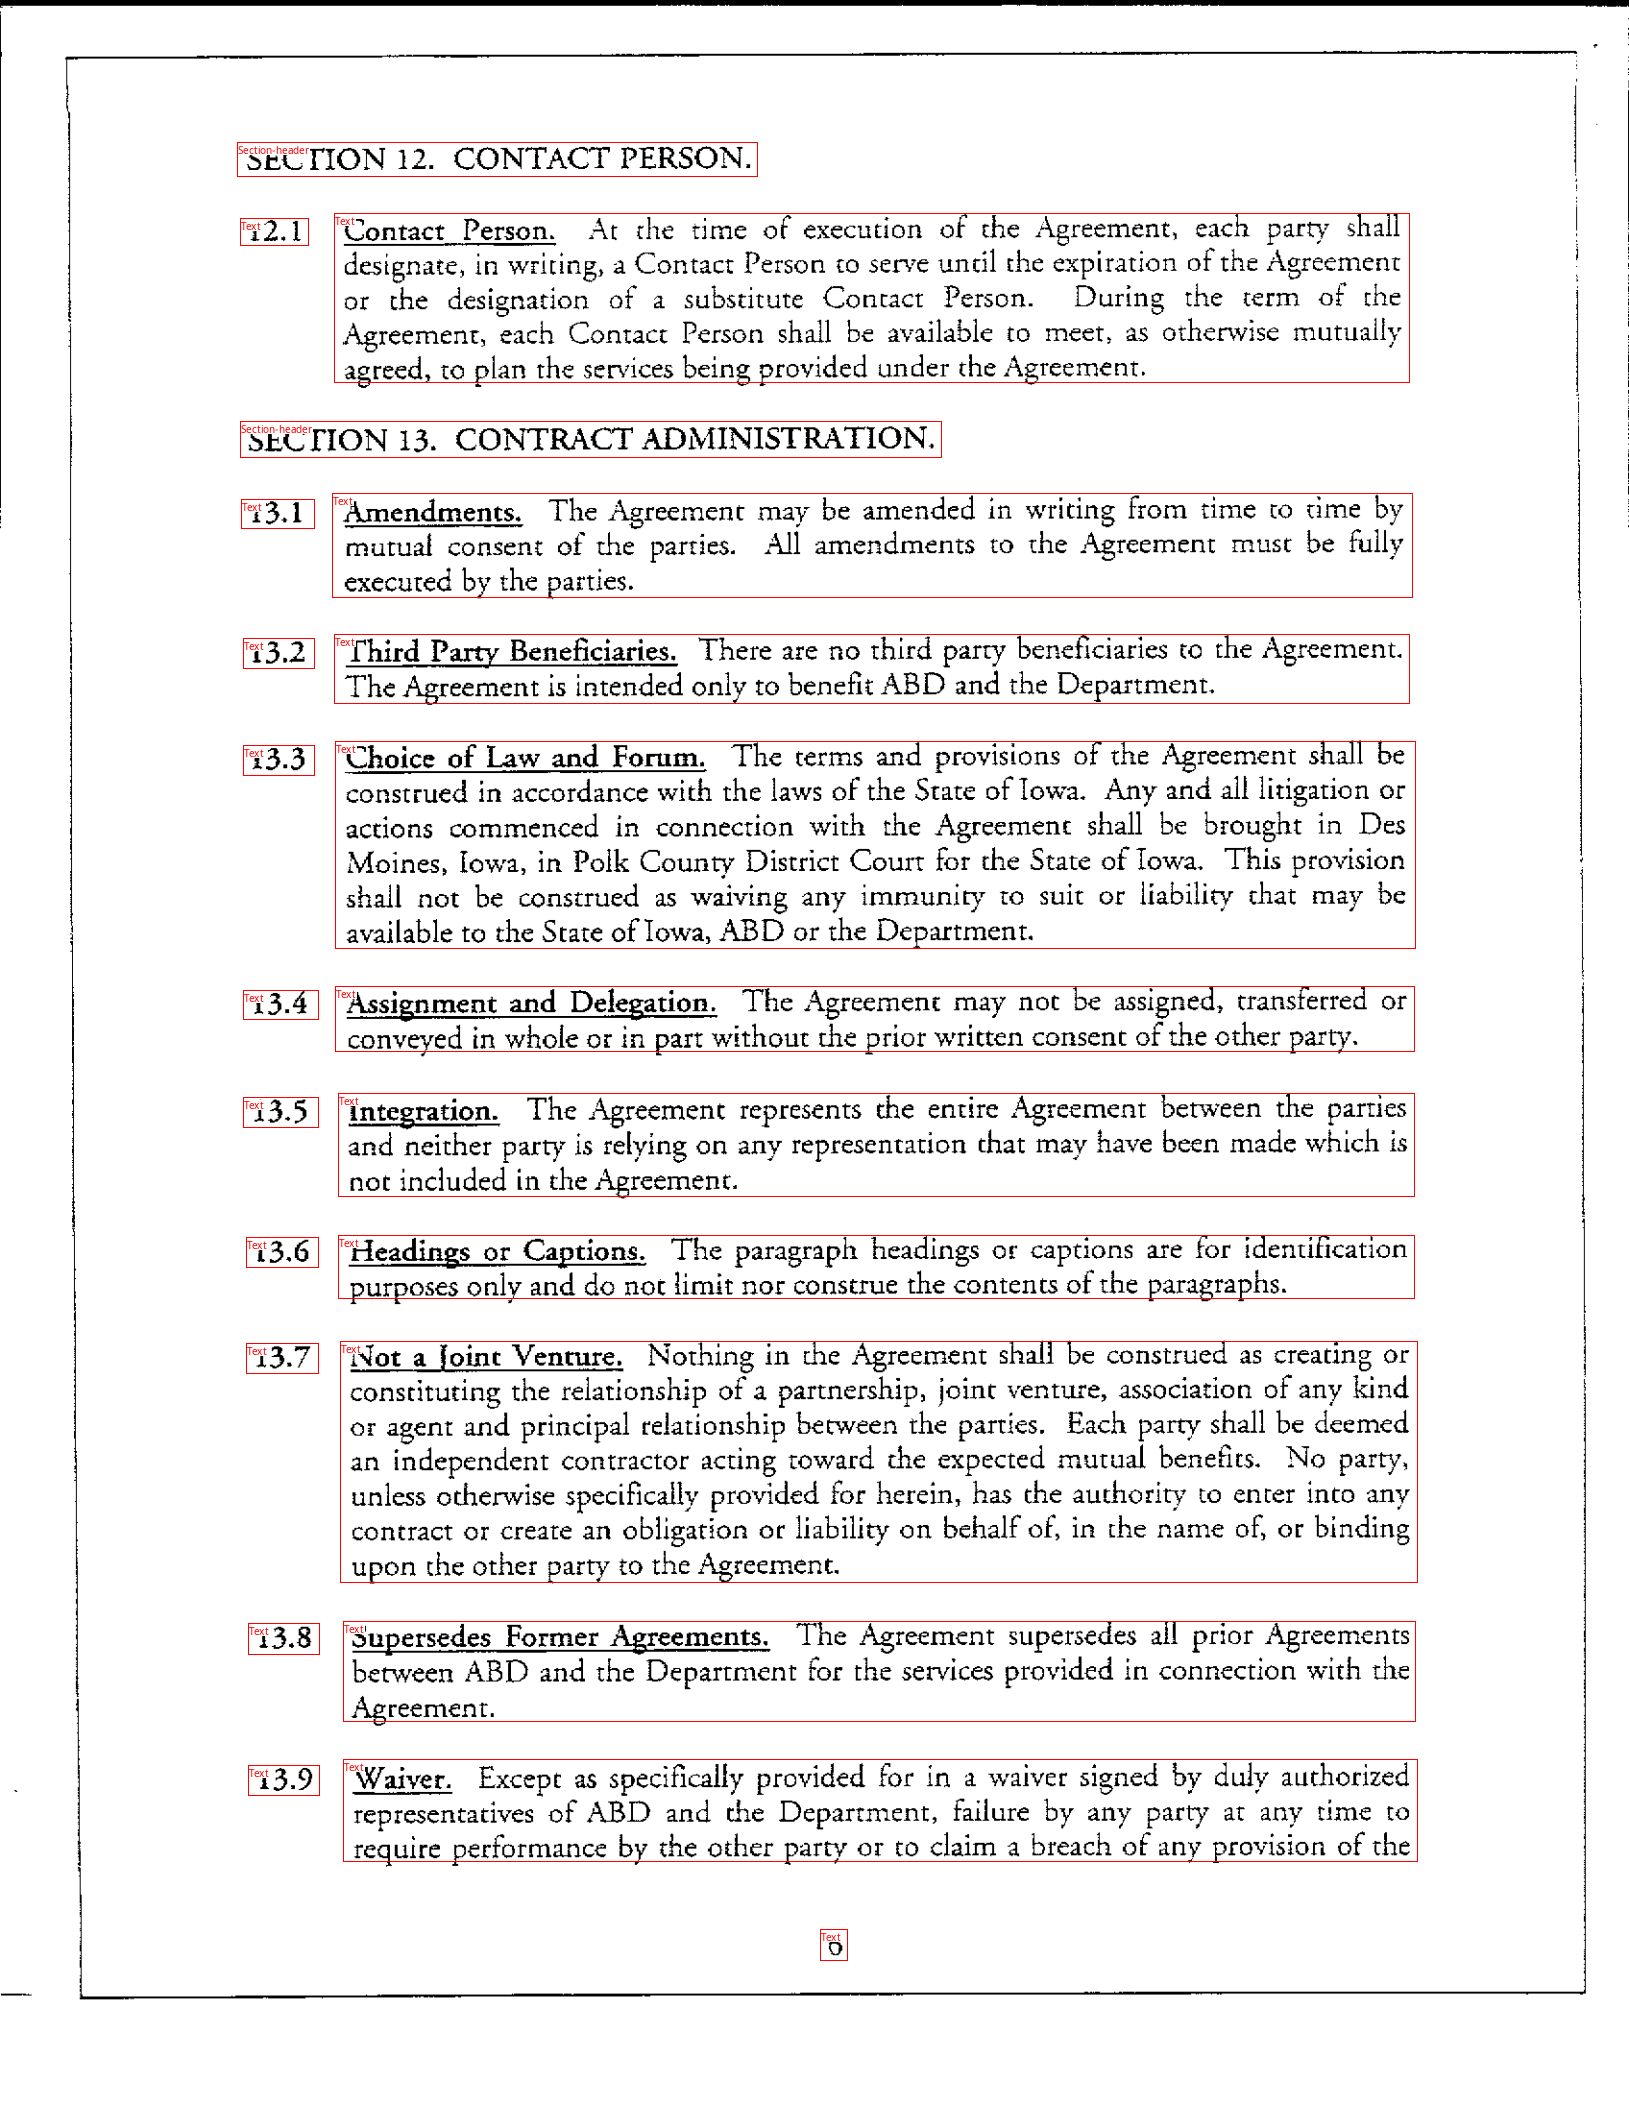 SECTION 12. CONTACT PERSON.
12.1 Contact Person. At the time of execution of the Agreement, each party shall
designate, in writing, a Contact Person to serve until the expiration of the Agreement
or the designation of a substitute Contact Person. During the term of the
Agreement, each Contact Person shall be available to meet, as otherwise mutually
agreed, to plan the services being provided under the Agreement.
SECTION 13. CONTRACT ADMINISTRATION.
13.1 Amendments. The Agreement may be amended in writing from time to time by
mutual consent of the parties. All amendments to the Agreement must be fully
executed by the parties.
13.2 Third Party Beneficiaries. There are no third party beneficiaries to the Agreement.
The Agreement is intended only to benefit ABD and the Department.
13.3 Choice of Law and Forum. The terms and provisions of the Agreement shall be
construed in accordance with the laws of the State of Iowa. Any and all litigation or
actions commenced in connection with the Agreement shall be brought in Des
Moines, Iowa, in Polk County District Court for the State of Iowa. This provision
shall not be construed as waiving any immunity to suit or liability that may be
available to the State of Iowa, ABD or the Department.
13.4 Assignment and Delegation. The Agreement may not be assigned, transferred or
conveyed in whole or in part without the prior written consent of the other party.
13.5 Integration. The Agreement represents the entire Agreement between the parties
and neither party is relying on any representation that may have been made which is
not included in the Agreement.
13.6 Headings or Captions. The paragraph headings or captions are for identification
purposes only and do not limit nor construe the contents of the paragraphs.
13.7 Not a Joint Venture. Nothing in the Agreement shall be construed as creating or
constituting the relationship of a partnership, joint venture, association of any kind
or agent and principal relationship between the parties. Each party shall be deemed
an independent contractor acting toward the expected mutual benefits. No party,
unless otherwise specifically provided for herein, has the authority to enter into any
contract or create an obligation or liability on behalf of, in the name of, or binding
upon the other party to the Agreement.
13.8 Supersedes Former Agreements. The Agreement supersedes all prior Agreements
between ABD and the Department for the services provided in connection with the
Agreement.
13.9 Waiver. Except as specifically provided for in a waiver signed by duly authorized
representatives of ABD and the Department, failure by any party at any time to
require performance by the other party or to claim a breach of any provision of the